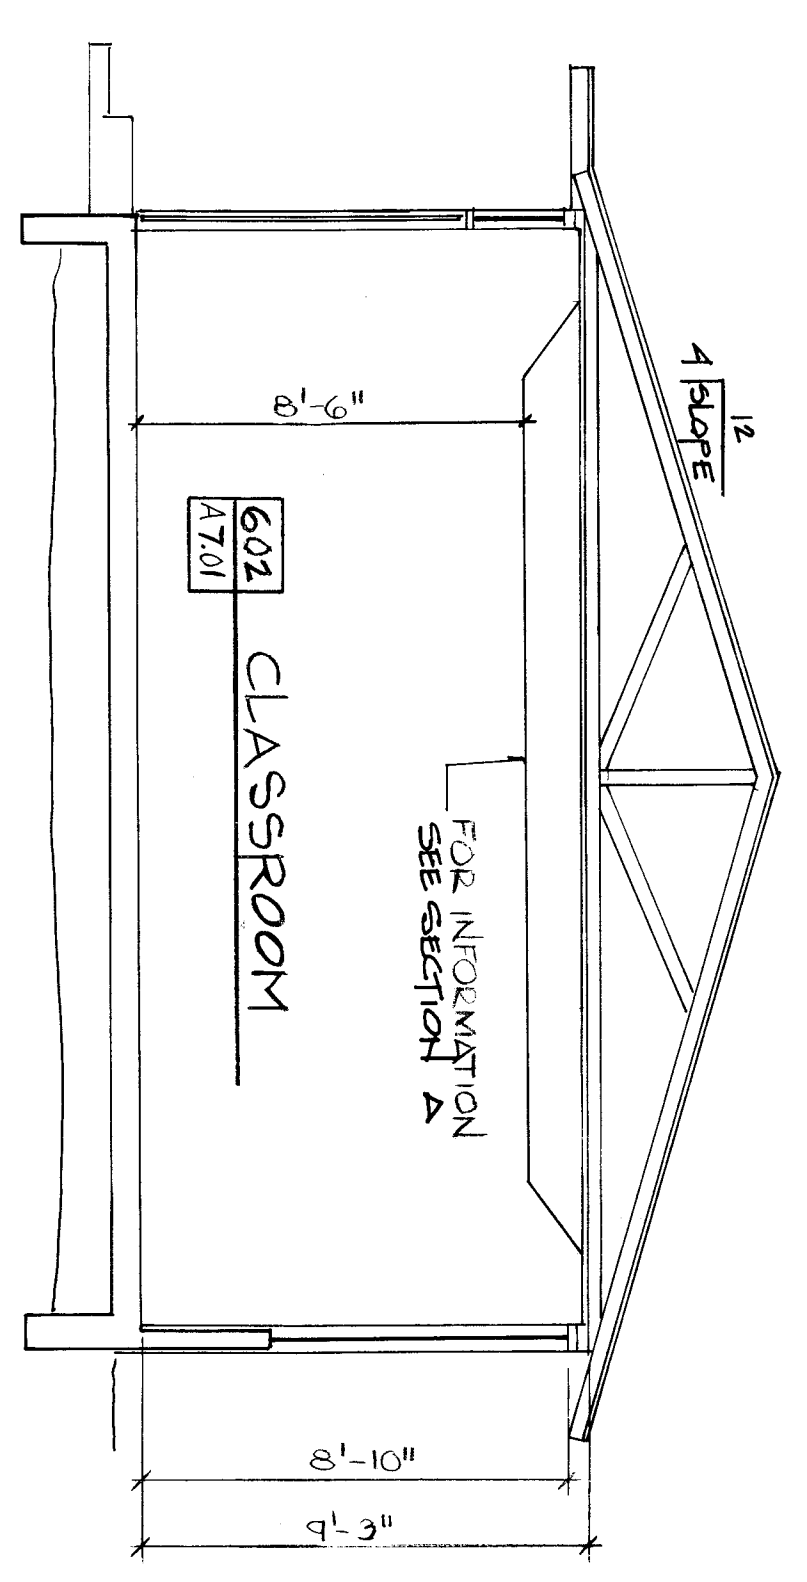 12
4 SLOPE
8'-6"
FOR INFORMATION
SEE SECTION A
602
A7.01
CLASSROOM
8'-10"
9'-3"